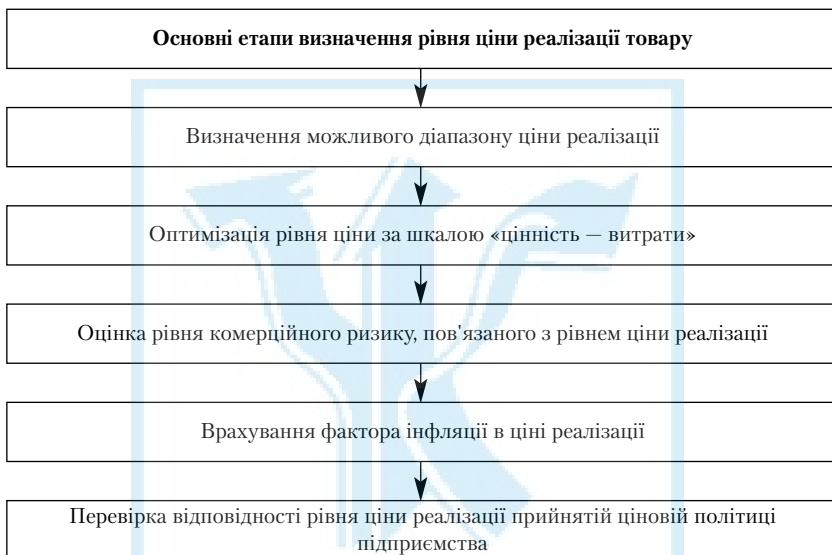 Основні етапи визначення рівня ціни реалізації товару
Визначення можливого діапазону ціни реалізації
Оптимізація рівня ціни за шкалою «цінність — витрати»
Оцінка рівня комерційного ризику, пов'язаного з рівнем ціни реалізації
Врахування фактора інфляції в ціні реалізації
Перевірка відповідності рівня ціни реалізації прийнятій ціновій політиці
підприємства